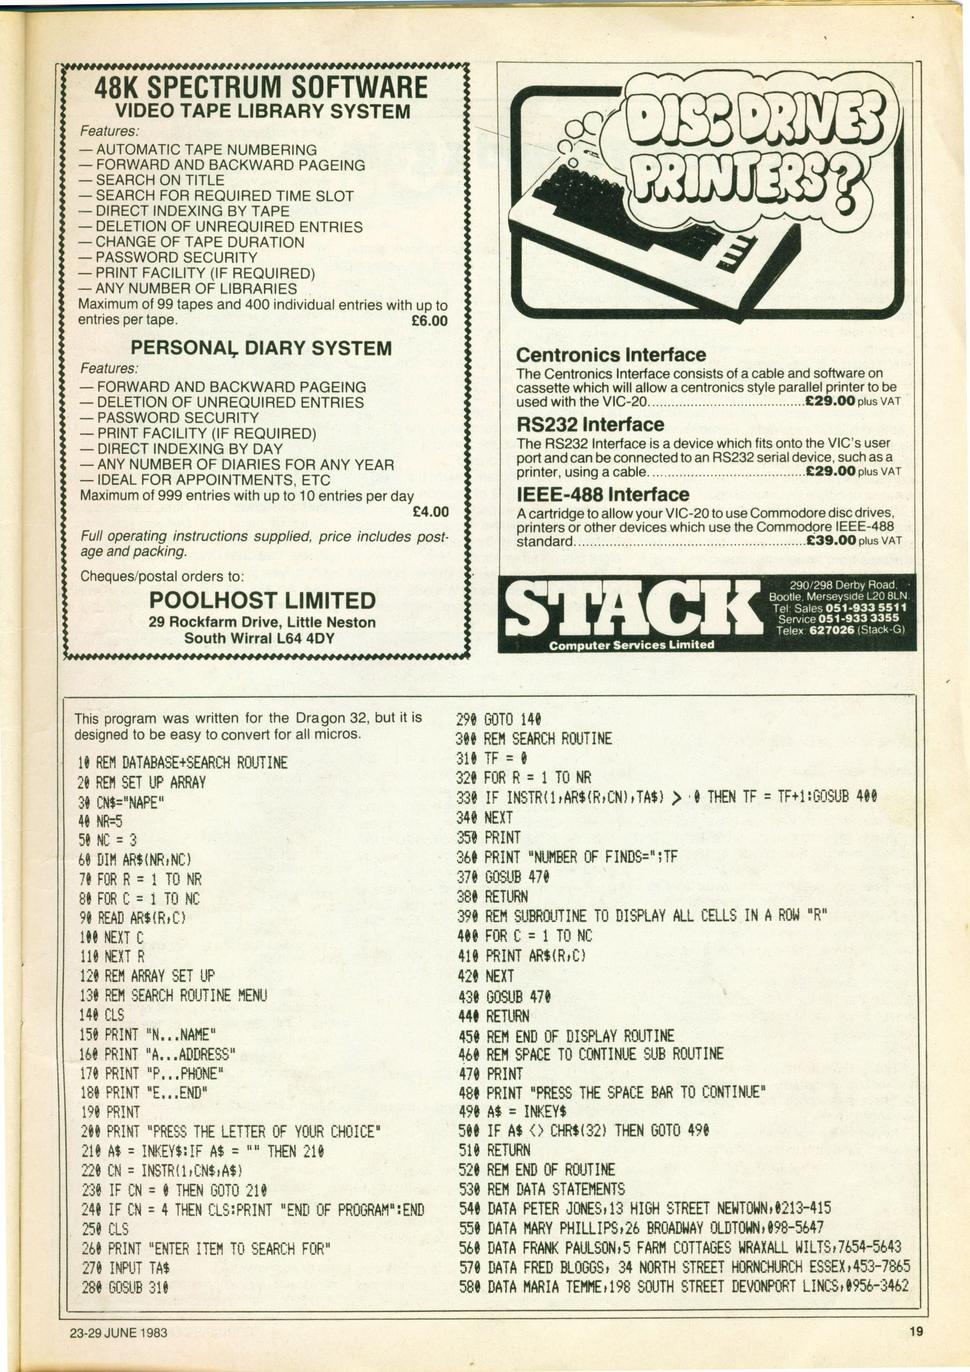 48K SPECTRUM SOFTWARE
VIDEO TAPE LIBRARY SYSTEM
Features:
— AUTOMATIC TAPE NUMBERING
— FORWARD AND BACKWARD PAGEING
— SEARCH ON TITLE
— SEARCH FOR REQUIRED TIME SLOT
— DIRECT INDEXING BY TAPE
— DELETION OF UNREQUIRED ENTRIES
— CHANGE OF TAPE DURATION
— PASSWORD SECURITY
— PRINT FACILITY (IF REQUIRED)
— ANY NUMBER OF LIBRARIES
Maximum of 99 tapes and 400 individual entries with up to
entries per tape. £6.00
PERSONAL DIARY SYSTEM
Features:
— FORWARD AND BACKWARD PAGEING
— DELETION OF UNREQUIRED ENTRIES
— PASSWORD SECURITY
— PRINT FACILITY (IF REQUIRED)
— DIRECT INDEXING BY DAY
— ANY NUMBER OF DIARIES FOR ANY YEAR
— IDEAL FOR APPOINTMENTS, ETC
Maximum of 999 entries with up to 10 entries per day
£4.00
Full operating instructions supplied, price includes post-
age and packing.
Cheques/postal orders to:
POOLHOST LIMITED
29 Rockfarm Drive, Little Neston
South Wirral L64 4DY
DISC DRIVES
PRINTERS?
Centronics Interface
The Centronics Interface consists of a cable and software on
cassette which will allow a centronics style parallel printer to be
used with the VIC-20......................................£29.00 plus VAT
RS232 Interface
The RS232 Interface is a device which fits onto the VIC's user
port and can be connected to an RS232 serial device, such as a
printer, using a cable......................................£29.00 plus VAT
IEEE-488 Interface
A cartridge to allow your VIC-20 to use Commodore disc drives,
printers or other devices which use the Commodore IEEE-488
standard........................................................£39.00 plus VAT
STACK
Computer Services Limited
290/298 Derby Road,
Bootle, Merseyside L20 8LN.
Tel: Sales 051-933 5511
Service 051-933 3355
Telex: 627026 (Stack-G)
This program was written for the Dragon 32, but it is
designed to be easy to convert for all micros.
10 REM DATABASE+SEARCH ROUTINE
20 REM SET UP ARRAY
30 CN$="NAPE"
40 NR=5
50 NC = 3
60 DIM AR$(NR,NC)
70 FOR R = 1 TO NR
80 FOR C = 1 TO NC
90 READ AR$(R,C)
100 NEXT C
110 NEXT R
120 REM ARRAY SET UP
130 REM SEARCH ROUTINE MENU
140 CLS
150 PRINT "N...NAME"
160 PRINT "A...ADDRESS"
170 PRINT "P...PHONE"
180 PRINT "E...END"
190 PRINT
200 PRINT "PRESS THE LETTER OF YOUR CHOICE"
210 A$ = INKEY$:IF A$ = "" THEN 210
220 CN = INSTR(1,CN$,A$)
230 IF CN = 0 THEN GOTO 210
240 IF CN = 4 THEN CLS:PRINT "END OF PROGRAM":END
250 CLS
260 PRINT "ENTER ITEM TO SEARCH FOR"
270 INPUT TA$
280 GOSUB 310
290 GOTO 140
300 REM SEARCH ROUTINE
310 TF = 0
320 FOR R = 1 TO NR
330 IF INSTR(1,AR$(R,CN),TA$) > 0 THEN TF = TF+1:GOSUB 400
340 NEXT
350 PRINT
360 PRINT "NUMBER OF FINDS=";TF
370 GOSUB 470
380 RETURN
390 REM SUBROUTINE TO DISPLAY ALL CELLS IN A ROW "R"
400 FOR C = 1 TO NC
410 PRINT AR$(R,C)
420 NEXT
430 GOSUB 470
440 RETURN
450 REM END OF DISPLAY ROUTINE
460 REM SPACE TO CONTINUE SUB ROUTINE
470 PRINT
480 PRINT "PRESS THE SPACE BAR TO CONTINUE"
490 A$ = INKEY$
500 IF A$ <> CHR$(32) THEN GOTO 490
510 RETURN
520 REM END OF ROUTINE
530 REM DATA STATEMENTS
540 DATA PETER JONES,13 HIGH STREET NEWTOWN,0213-415
550 DATA MARY PHILLIPS,26 BROADWAY OLDTOWN,098-5647
560 DATA FRANK PAULSON,5 FARM COTTAGES WRAXALL WILTS,7654-5643
570 DATA FRED BLOGGS, 34 NORTH STREET HORNCHURCH ESSEX,453-7865
580 DATA MARIA TEMME,198 SOUTH STREET DEVONPORT LINCS,0956-3462
23-29 JUNE 1983
19